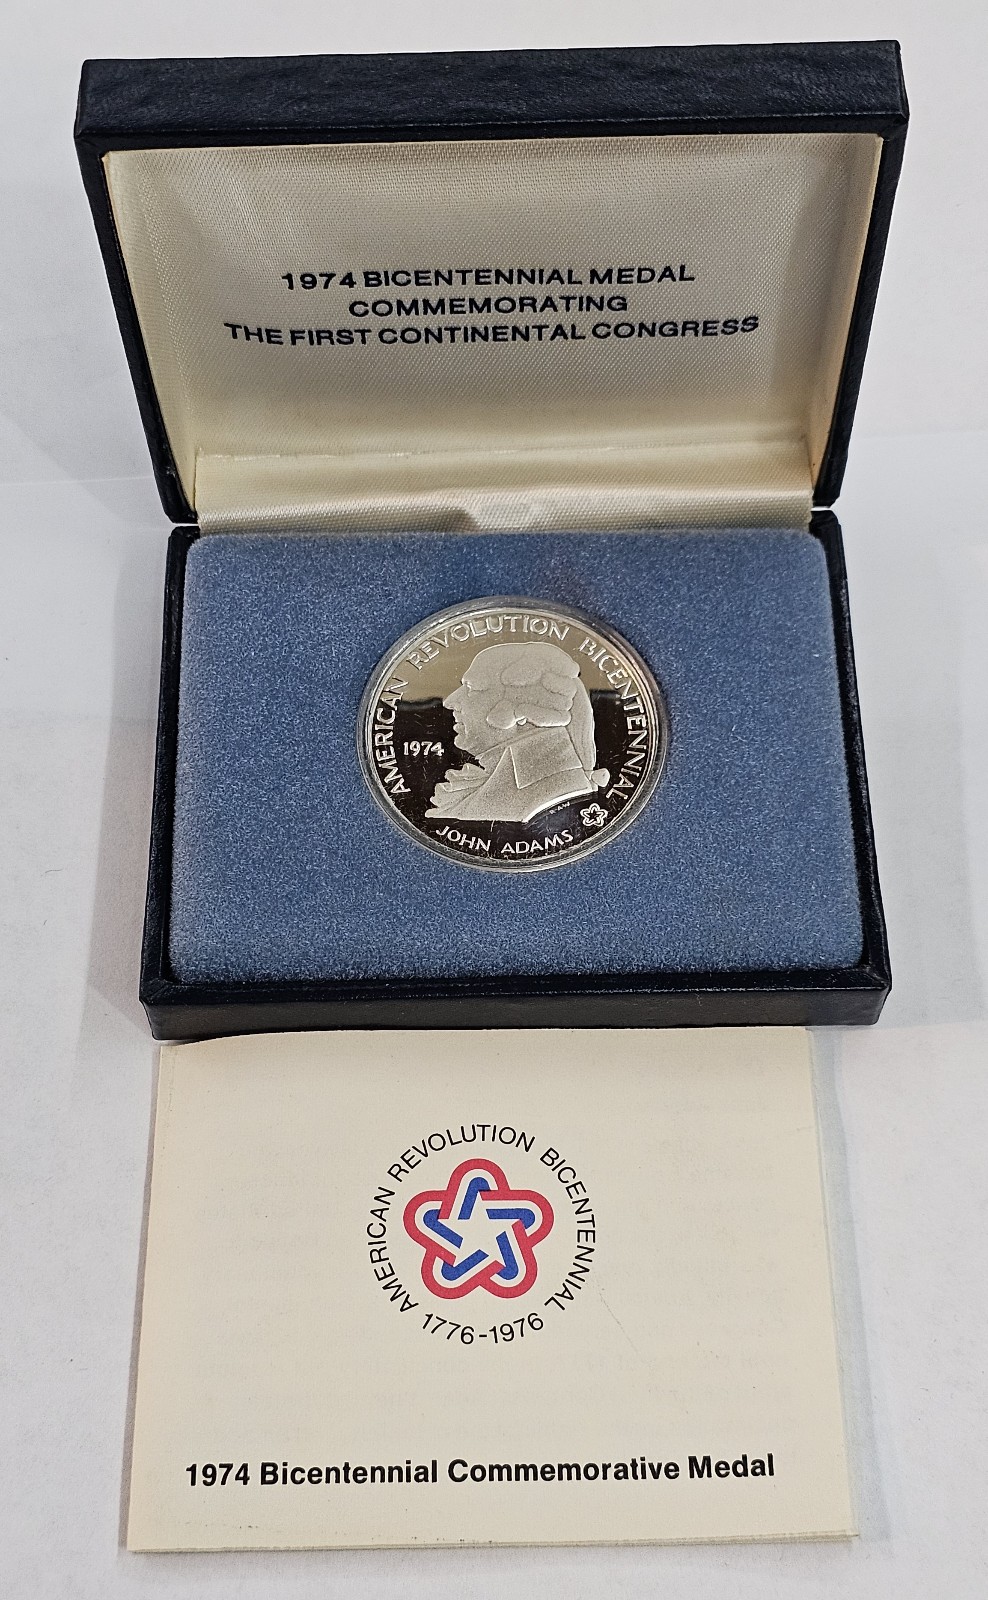 1974 BICENTENNIAL MEDAL
COMMEMORATING
THE FIRST CONTINENTAL CONGRESS
AMERICAN REVOLUTION BICENTENNIAL
1974
JOHN ADAMS
AMERICAN REVOLUTION BICENTENNIAL
1776-1976
1974 Bicentennial Commemorative Medal